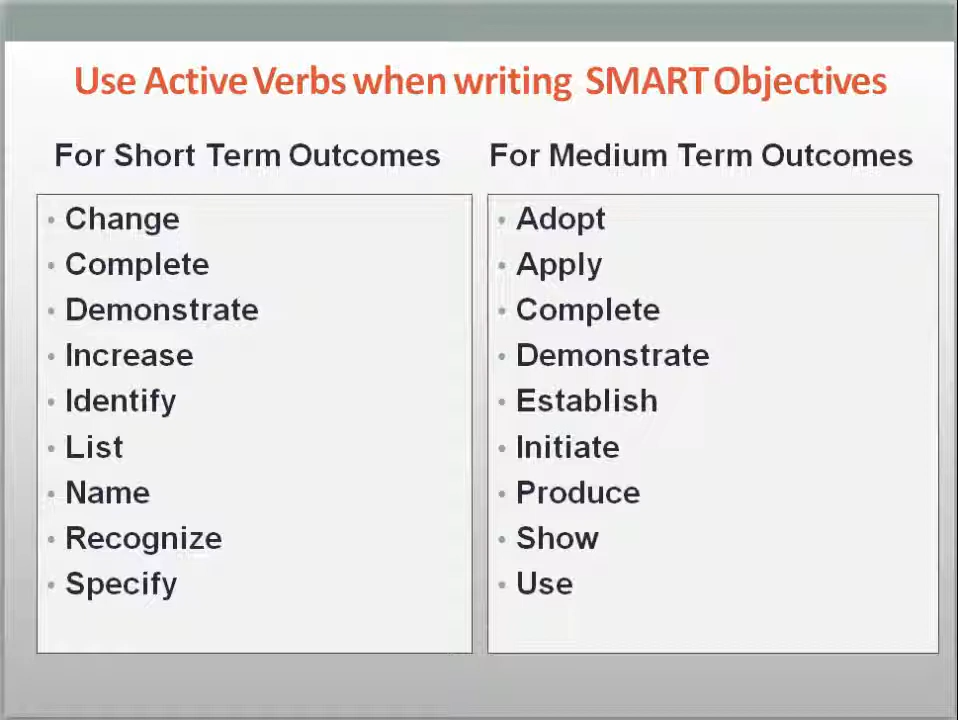 Use Active Verbs when writing SMART Objectives
For Short Term Outcomes
• Change
• Complete
• Demonstrate
• Increase
• Identify
• List
• Name
• Recognize
• Specify
For Medium Term Outcomes
• Adopt
• Apply
• Complete
• Demonstrate
• Establish
• Initiate
• Produce
• Show
• Use